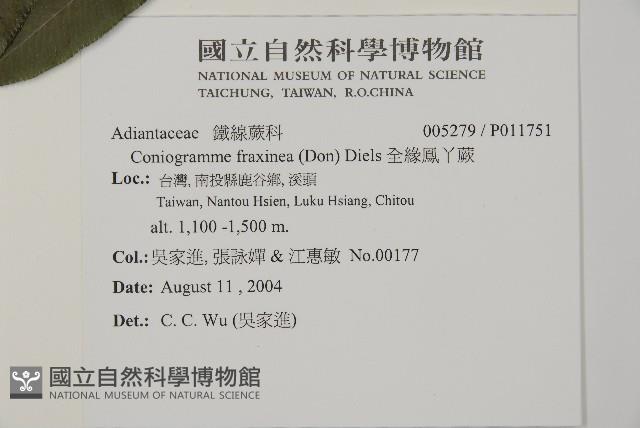 國立自然科學博物館
NATIONAL MUSEUM OF NATURAL SCIENCE
TAICHUNG, TAIWAN, R.O.CHINA
Adiantaceae 鐵線蕨科 005279 / P011751
Coniogramme fraxinea (Don) Diels 全緣鳳丫蕨
Loc.: 台灣, 南投縣鹿谷鄉, 溪頭
Taiwan, Nantou Hsien, Luku Hsiang, Chitou
alt. 1,100 -1,500 m.
Col.: 吳家進, 張詠嬋 & 江惠敏 No.00177
Date: August 11 , 2004
Det.: C. C. Wu (吳家進)
國立自然科學博物館
NATIONAL MUSEUM OF NATURAL SCIENCE